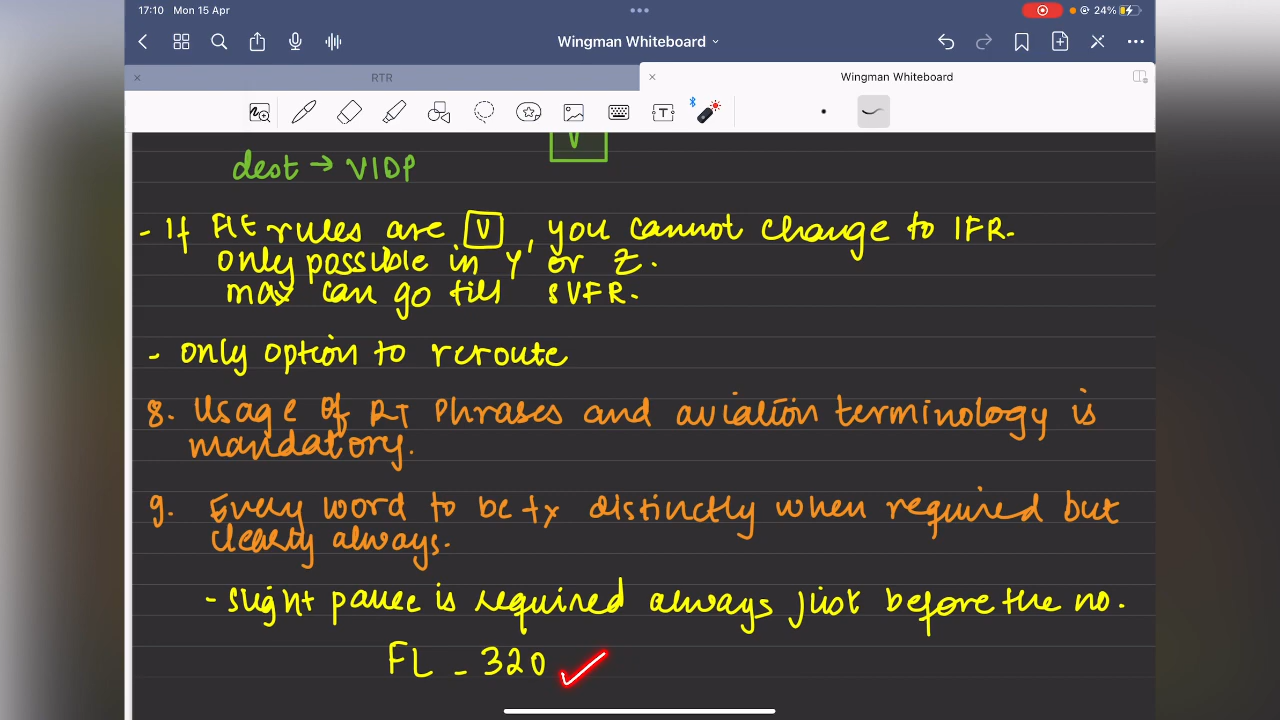 17:10 Mon 15 Apr
24%
Wingman Whiteboard
RTR
Wingman Whiteboard
V
dest → VIDP
- If Flt rules are V, you cannot change to IFR.
only possible in Y or Z.
max can go till SVFR.
- only option to reroute
8. Usage of RT Phrases and aviation terminology is
mandatory.
9. Every word to be tx distinctly when required but
clearly always.
- slight pause is required always just before the no.
FL - 320